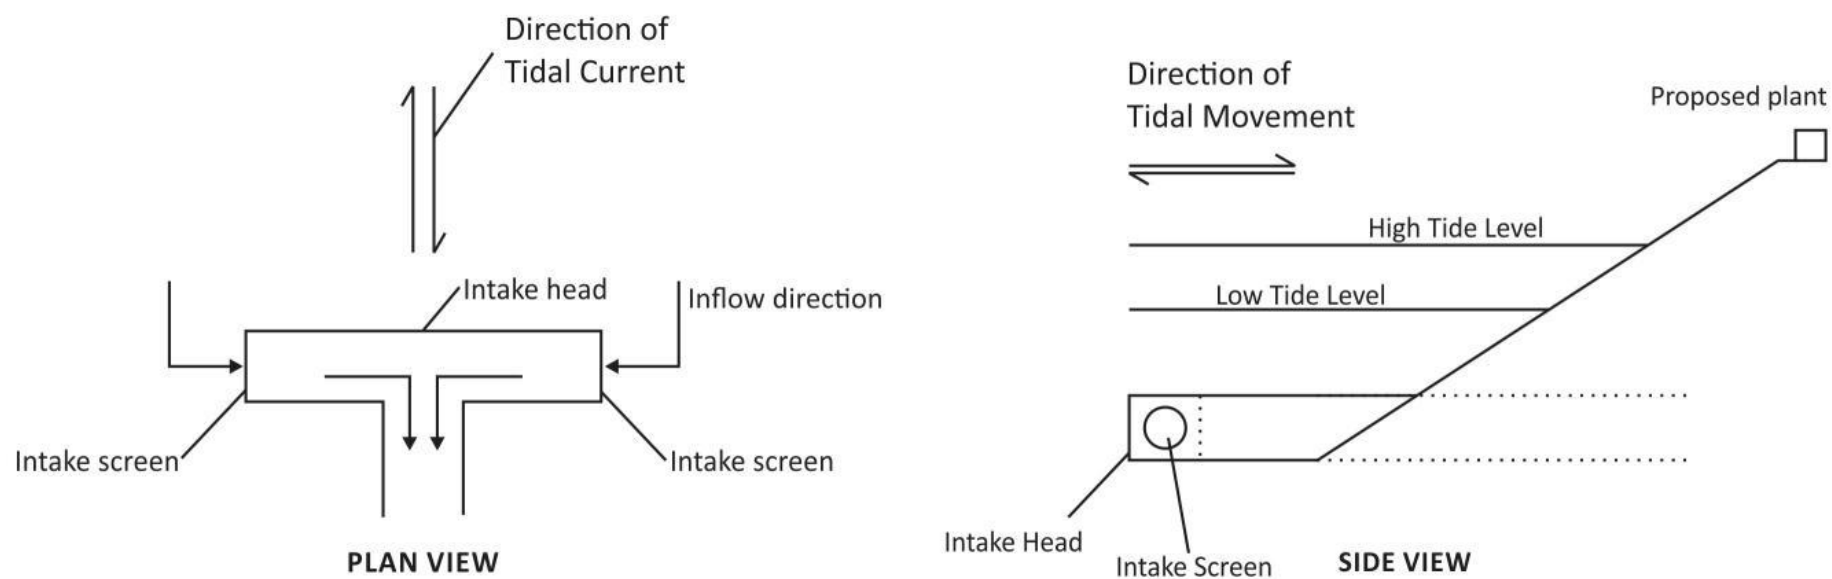 Direction of
Tidal Current
Intake head
Inflow direction
Intake screen
Intake screen
PLAN VIEW
Direction of
Tidal Movement
Proposed plant
High Tide Level
Low Tide Level
Intake Head
Intake Screen
SIDE VIEW